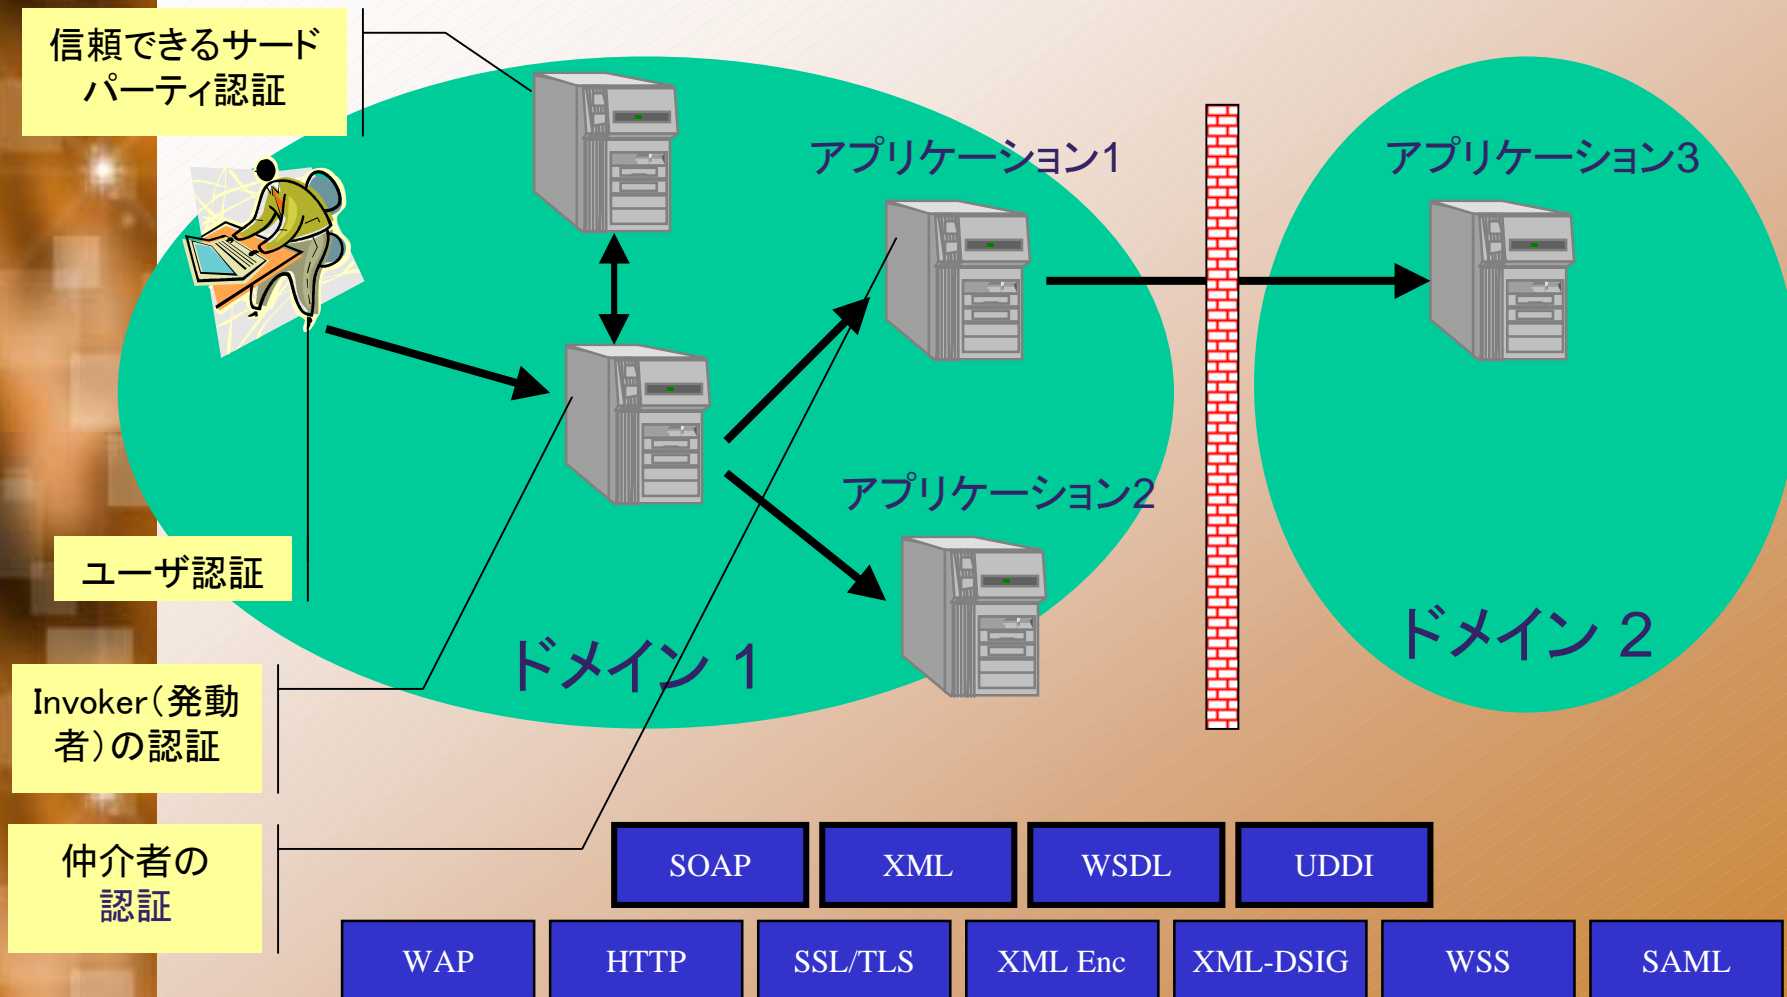 信頼できるサード
パーティ認証
アプリケーション1
アプリケーション3
アプリケーション2
ユーザ認証
ドメイン 1
ドメイン 2
Invoker（発動
者）の認証
仲介者の
認証
SOAP
XML
WSDL
UDDI
WAP
HTTP
SSL/TLS
XML Enc
XML-DSIG
WSS
SAML